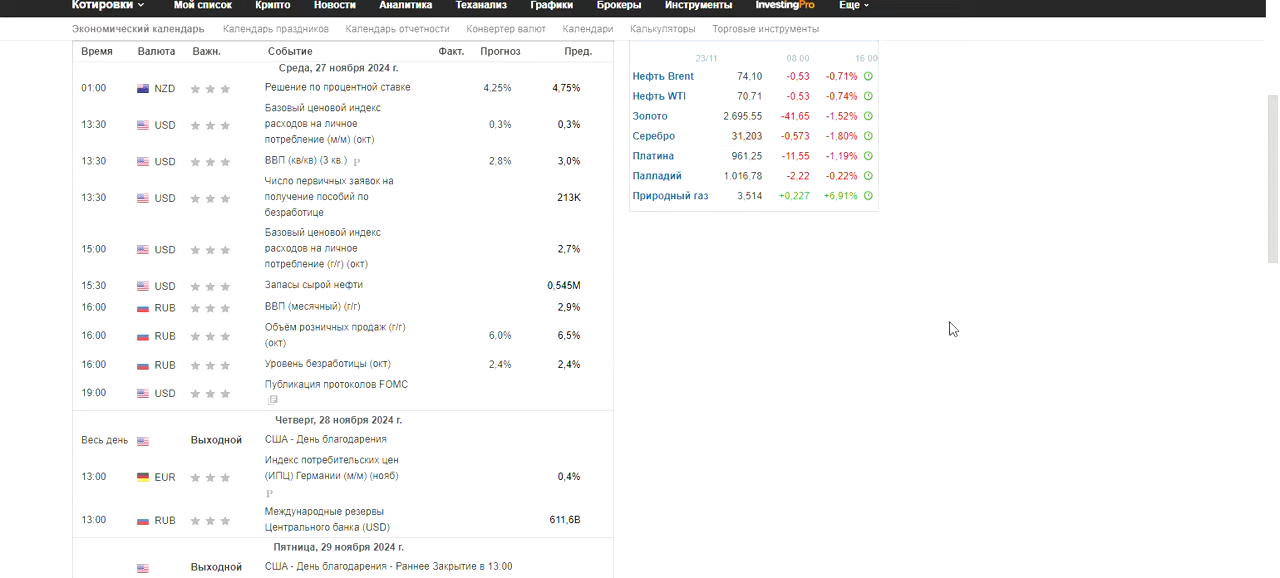 Котировки Мой список Крипто Новости Аналитика Теханализ Графики Брокеры Инструменты InvestingPro Еще
Экономический календарь Календарь праздников Календарь отчетности Конвертер валют Календари Калькуляторы Торговые инструменты
Время Валюта Важн. Событие Факт. Прогноз Пред.
Среда, 27 ноября 2024 г.
01:00 NZD Решение по процентной ставке 4,25% 4,75%
Базовый ценовой индекс
13:30 USD расходов на личное 0,3% 0,3%
потребление (м/м) (окт)
13:30 USD ВВП (кв/кв) (3 кв.) P 2,8% 3,0%
Число первичных заявок на
13:30 USD получение пособий по 213K
безработице
Базовый ценовой индекс
15:00 USD расходов на личное 2,7%
потребление (г/г) (окт)
15:30 USD Запасы сырой нефти 0,545M
16:00 RUB ВВП (месячный) (г/г) 2,9%
16:00 RUB Объём розничных продаж (г/г) 6,0% 6,5%
(окт)
16:00 RUB Уровень безработицы (окт) 2,4% 2,4%
19:00 USD Публикация протоколов FOMC
Четверг, 28 ноября 2024 г.
Весь день Выходной США - День благодарения
Индекс потребительских цен
13:00 EUR (ИПЦ) Германии (м/м) (нояб) 0,4%
P
13:00 RUB Международные резервы 611,6B
Центрального банка (USD)
Пятница, 29 ноября 2024 г.
Выходной США - День благодарения - Раннее Закрытие в 13:00
23/11 08:00 16:00
Нефть Brent 74,10 -0,53 -0,71%
Нефть WTI 70,71 -0,53 -0,74%
Золото 2.695,55 -41,65 -1,52%
Серебро 31,203 -0,573 -1,80%
Платина 961,25 -11,55 -1,19%
Палладий 1.016,78 -2,22 -0,22%
Природный газ 3,514 +0,227 +6,91%